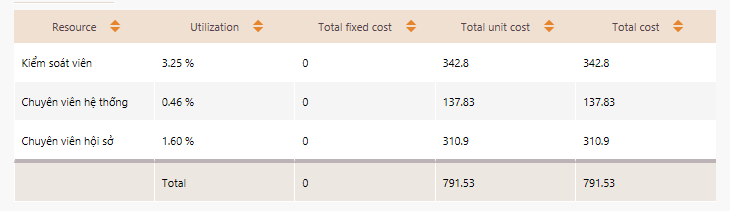 Resource Utilization Total fixed cost Total unit cost Total cost
Kiểm soát viên 3.25 % 0 342.8 342.8
Chuyên viên hệ thống 0.46 % 0 137.83 137.83
Chuyên viên hội sở 1.60 % 0 310.9 310.9
Total 0 791.53 791.53